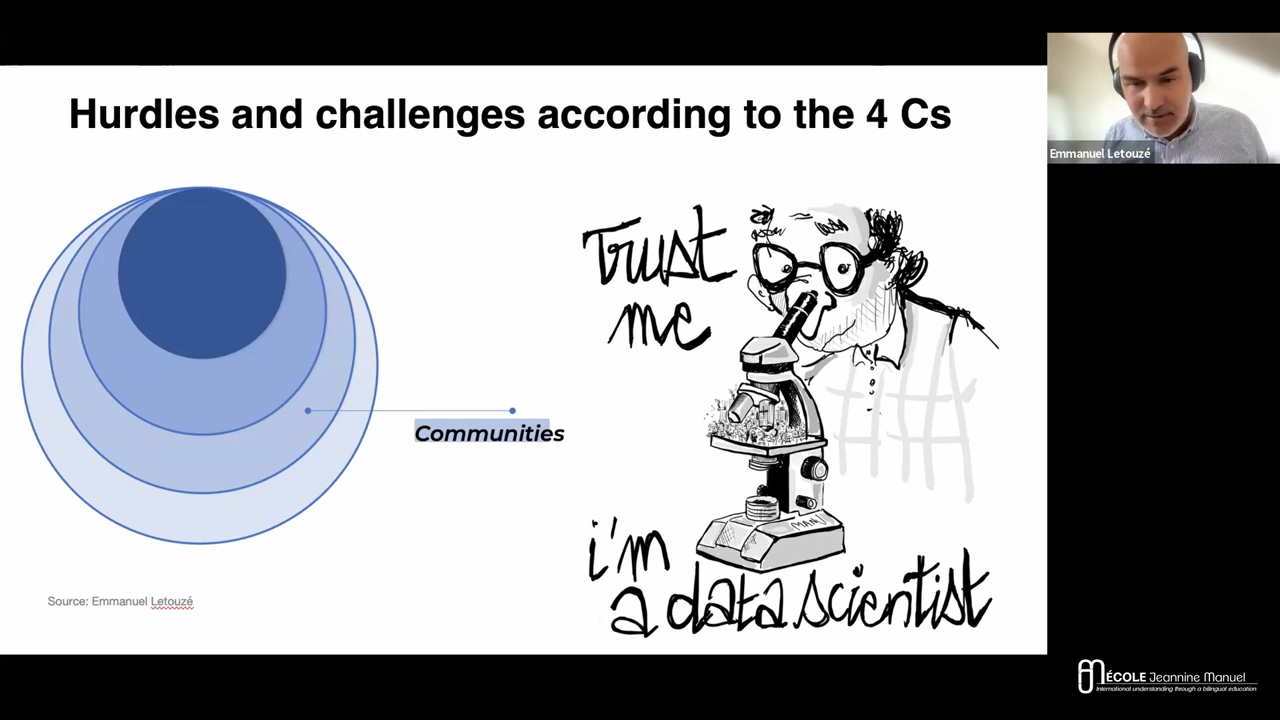 Hurdles and challenges according to the 4 Cs
Emmanuel Letouzé
Trust
me
Communities
MANU
i'm
a data scientist
Source: Emmanuel Letouzé
ÉCOLE Jeannine Manuel
International understanding through a bilingual education